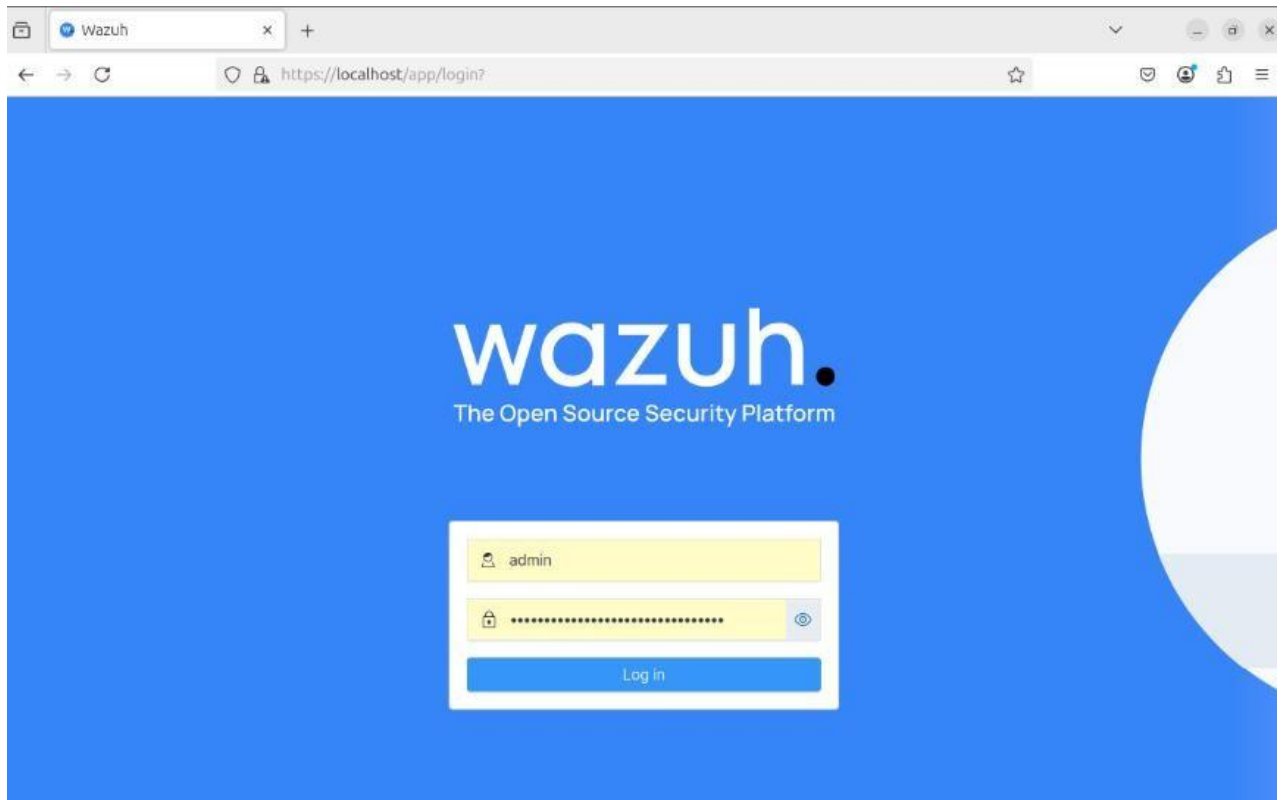 Wazuh
https://localhost/app/login?
wazuh.
The Open Source Security Platform
admin
••••••••••••••••••••••••••••••••
Log in